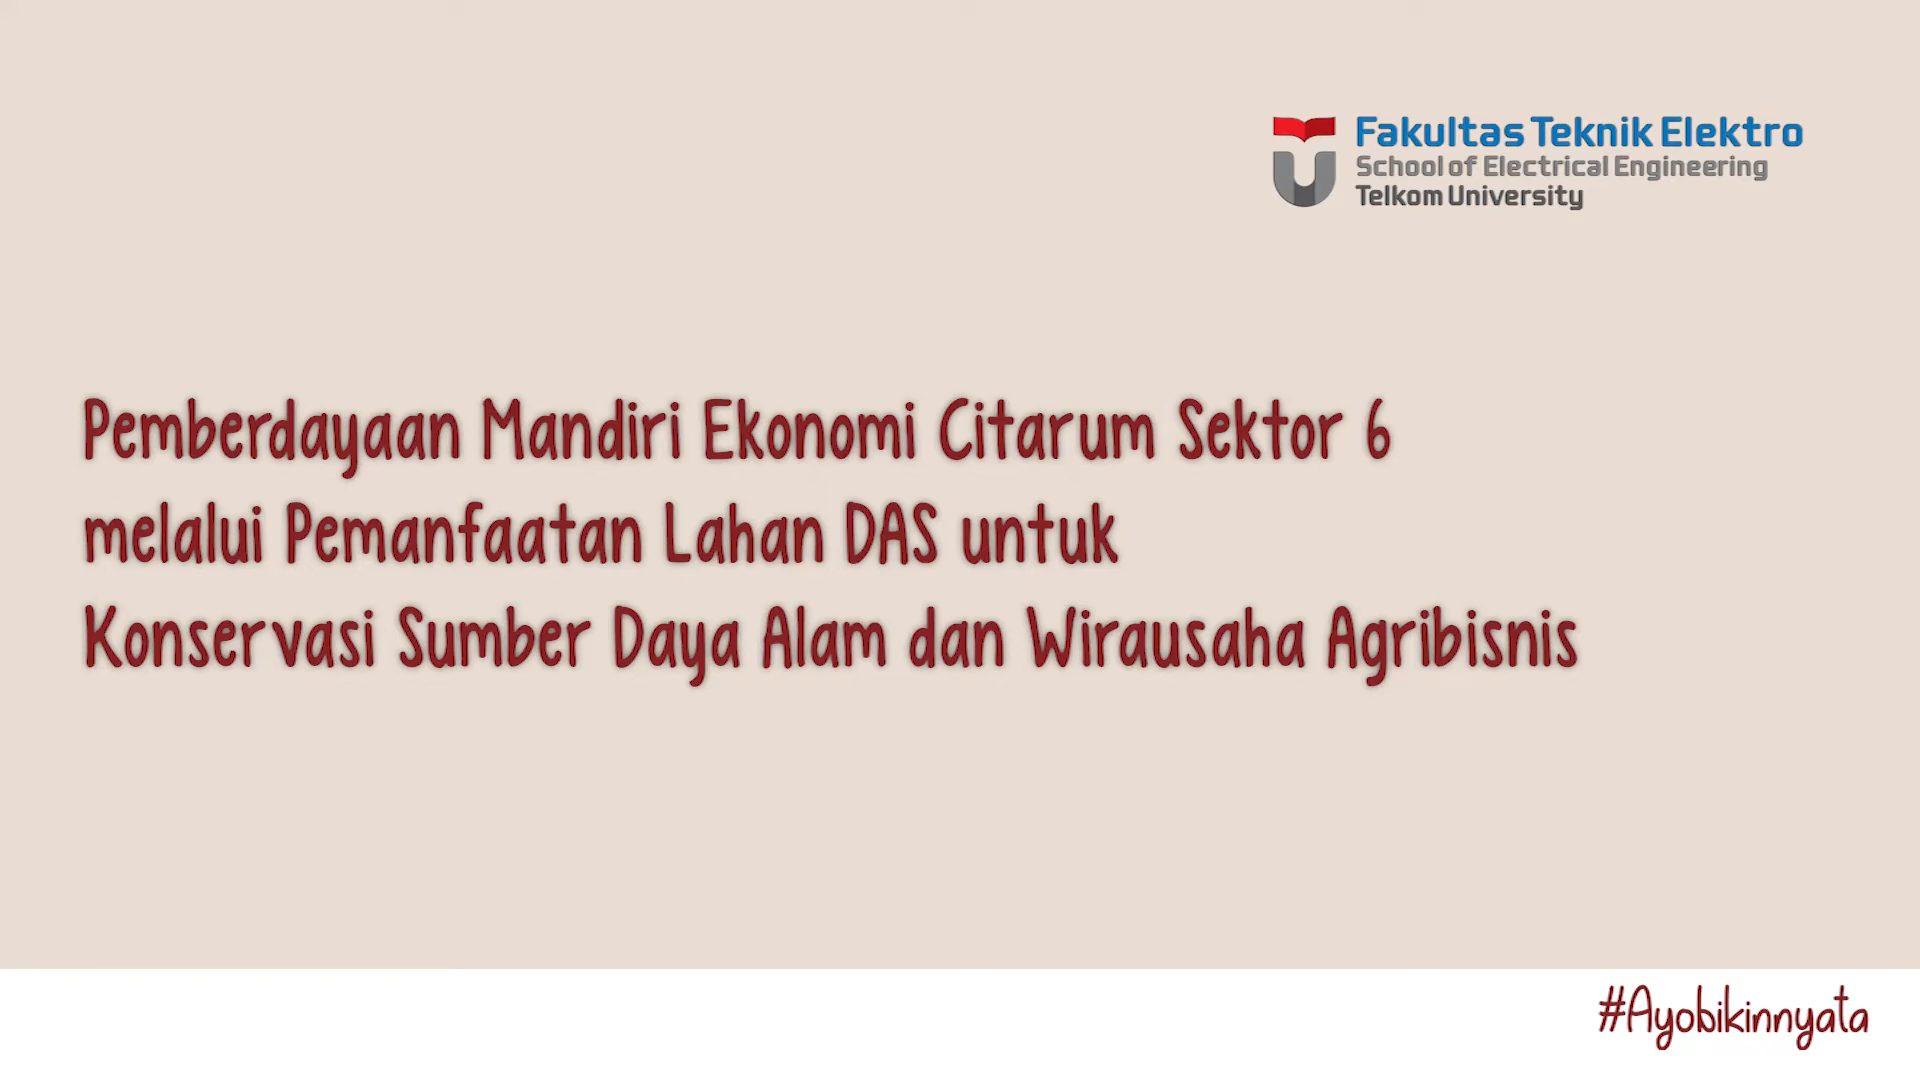 Fakultas Teknik Elektro
School of Electrical Engineering
Telkom University
Pemberdayaan Mandiri Ekonomi Citarum Sektor 6
melalui Pemanfaatan Lahan DAS untuk
Konservasi Sumber Daya Alam dan Wirausaha Agribisnis
#Ayobikinnyata